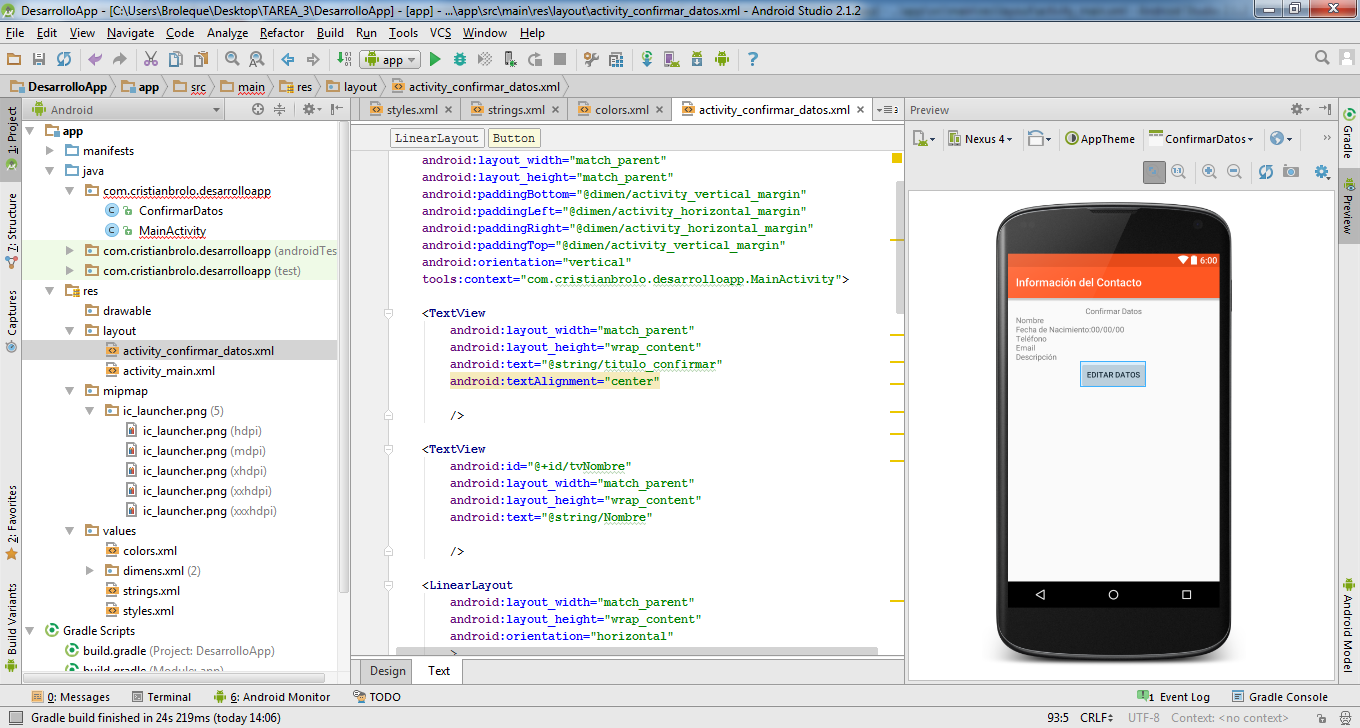 DesarrolloApp - [C:\Users\Broleque\Desktop\TAREA_3\DesarrolloApp] - [app] - ...\app\src\main\res\layout\activity_confirmar_datos.xml - Android Studio 2.1.2
File Edit View Navigate Code Analyze Refactor Build Run Tools VCS Window Help
app
DesarrolloApp app src main res layout activity_confirmar_datos.xml
Android
styles.xml strings.xml colors.xml activity_confirmar_datos.xml
3
Preview
1: Project
7: Structure
Captures
2: Favorites
Build Variants
app
manifests
java
com.cristianbrolo.desarrolloapp
ConfirmarDatos
MainActivity
com.cristianbrolo.desarrolloapp (androidTes
com.cristianbrolo.desarrolloapp (test)
res
drawable
layout
activity_confirmar_datos.xml
activity_main.xml
mipmap
ic_launcher.png (5)
ic_launcher.png (hdpi)
ic_launcher.png (mdpi)
ic_launcher.png (xhdpi)
ic_launcher.png (xxhdpi)
ic_launcher.png (xxxhdpi)
values
colors.xml
dimens.xml (2)
strings.xml
styles.xml
Gradle Scripts
build.gradle (Project: DesarrolloApp)
build.gradle (Module: app)
LinearLayout Button
android:layout_width="match_parent"
android:layout_height="match_parent"
android:paddingBottom="@dimen/activity_vertical_margin"
android:paddingLeft="@dimen/activity_horizontal_margin"
android:paddingRight="@dimen/activity_horizontal_margin"
android:paddingTop="@dimen/activity_vertical_margin"
android:orientation="vertical"
tools:context="com.cristianbrolo.desarrolloapp.MainActivity">
<TextView
android:layout_width="match_parent"
android:layout_height="wrap_content"
android:text="@string/titulo_confirmar"
android:textAlignment="center"
/>
<TextView
android:id="@+id/tvNombre"
android:layout_width="match_parent"
android:layout_height="wrap_content"
android:text="@string/Nombre"
/>
<LinearLayout
android:layout_width="match_parent"
android:layout_height="wrap_content"
android:orientation="horizontal"
>
Design Text
Nexus 4 AppTheme ConfirmarDatos
1:1
6:00
Información del Contacto
Confirmar Datos
Nombre
Fecha de Nacimiento:00/00/00
Teléfono
Email
Descripción
EDITAR DATOS
Gradle
Preview
Android Model
0: Messages Terminal 6: Android Monitor TODO
1 Event Log Gradle Console
Gradle build finished in 24s 219ms (today 14:06)
93:5 CRLF UTF-8 Context: <no context>